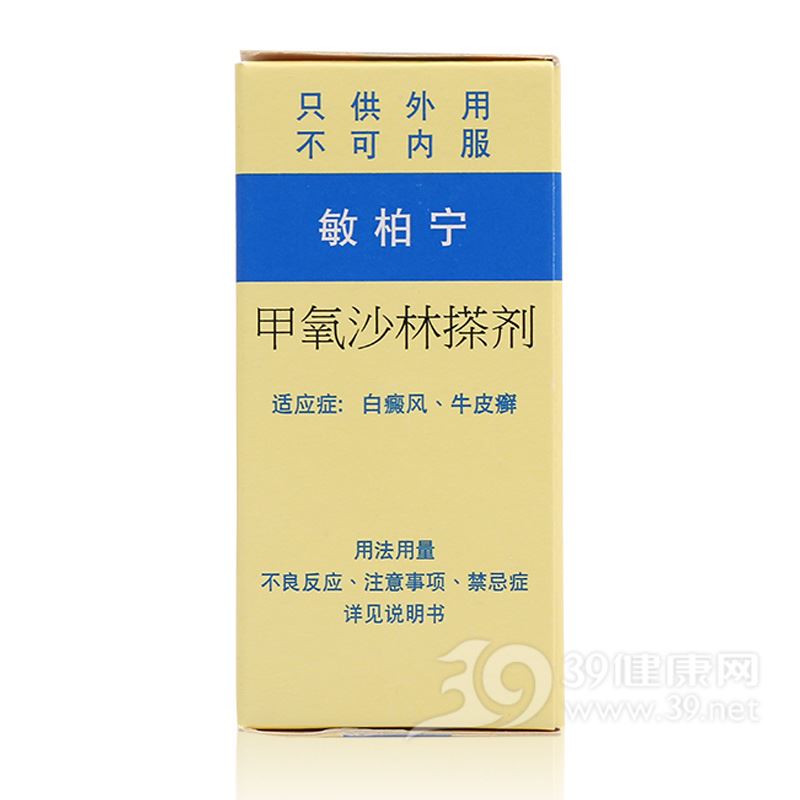 只供外用
不可内服
敏柏宁
甲氧沙林搽剂
适应症: 白癜风、牛皮癣
用法用量
不良反应、注意事项、禁忌症
详见说明书
39健康网
www.39.net